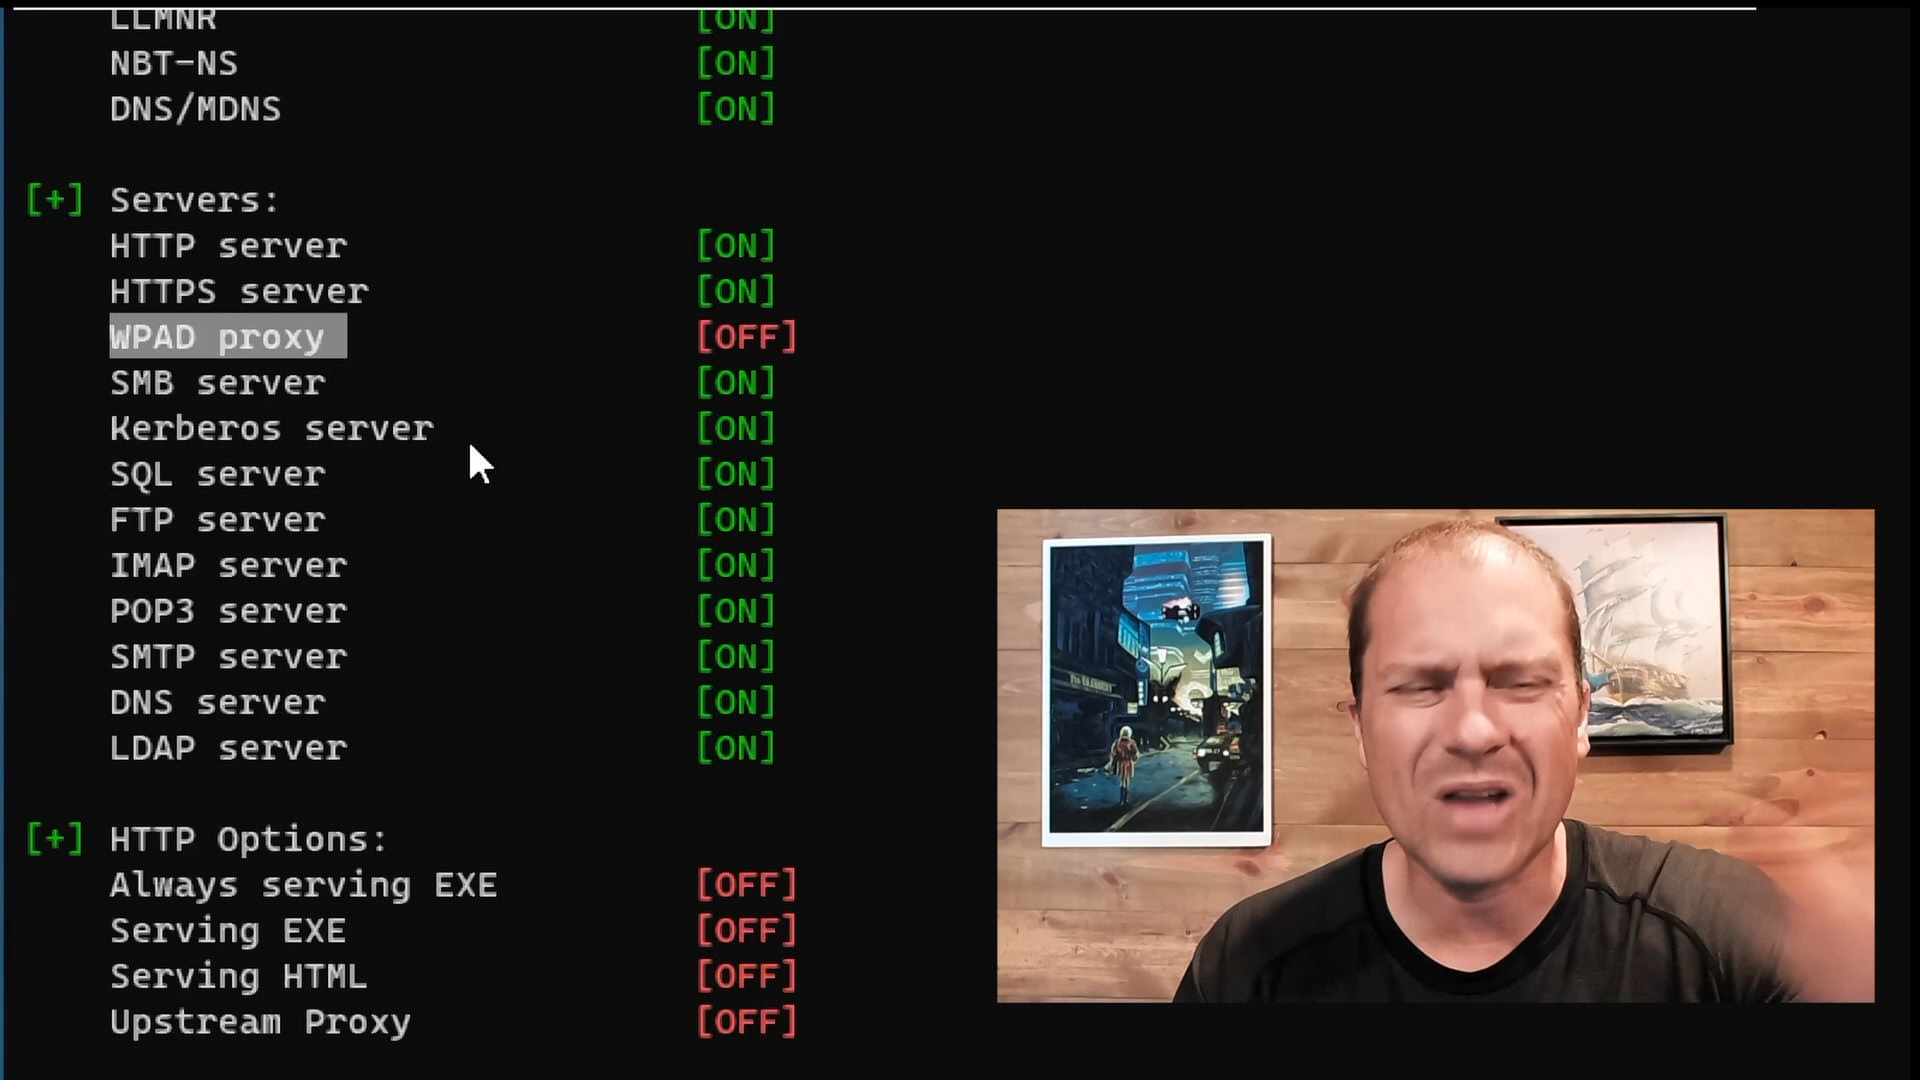 LLMNR [ON]
NBT-NS [ON]
DNS/MDNS [ON]
[+] Servers:
HTTP server [ON]
HTTPS server [ON]
WPAD proxy [OFF]
SMB server [ON]
Kerberos server [ON]
SQL server [ON]
FTP server [ON]
IMAP server [ON]
POP3 server [ON]
SMTP server [ON]
DNS server [ON]
LDAP server [ON]
[+] HTTP Options:
Always serving EXE [OFF]
Serving EXE [OFF]
Serving HTML [OFF]
Upstream Proxy [OFF]